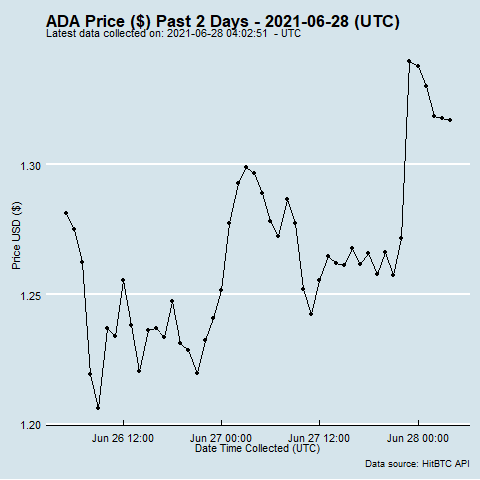 ADA Price ($) Past 2 Days - 2021-06-28 (UTC)
Latest data collected on: 2021-06-28 04:02:51  - UTC
1.30
1.25
1.20
Price USD ($)
Jun 26 12:00 Jun 27 00:00 Jun 27 12:00 Jun 28 00:00
Date Time Collected (UTC)
Data source: HitBTC API